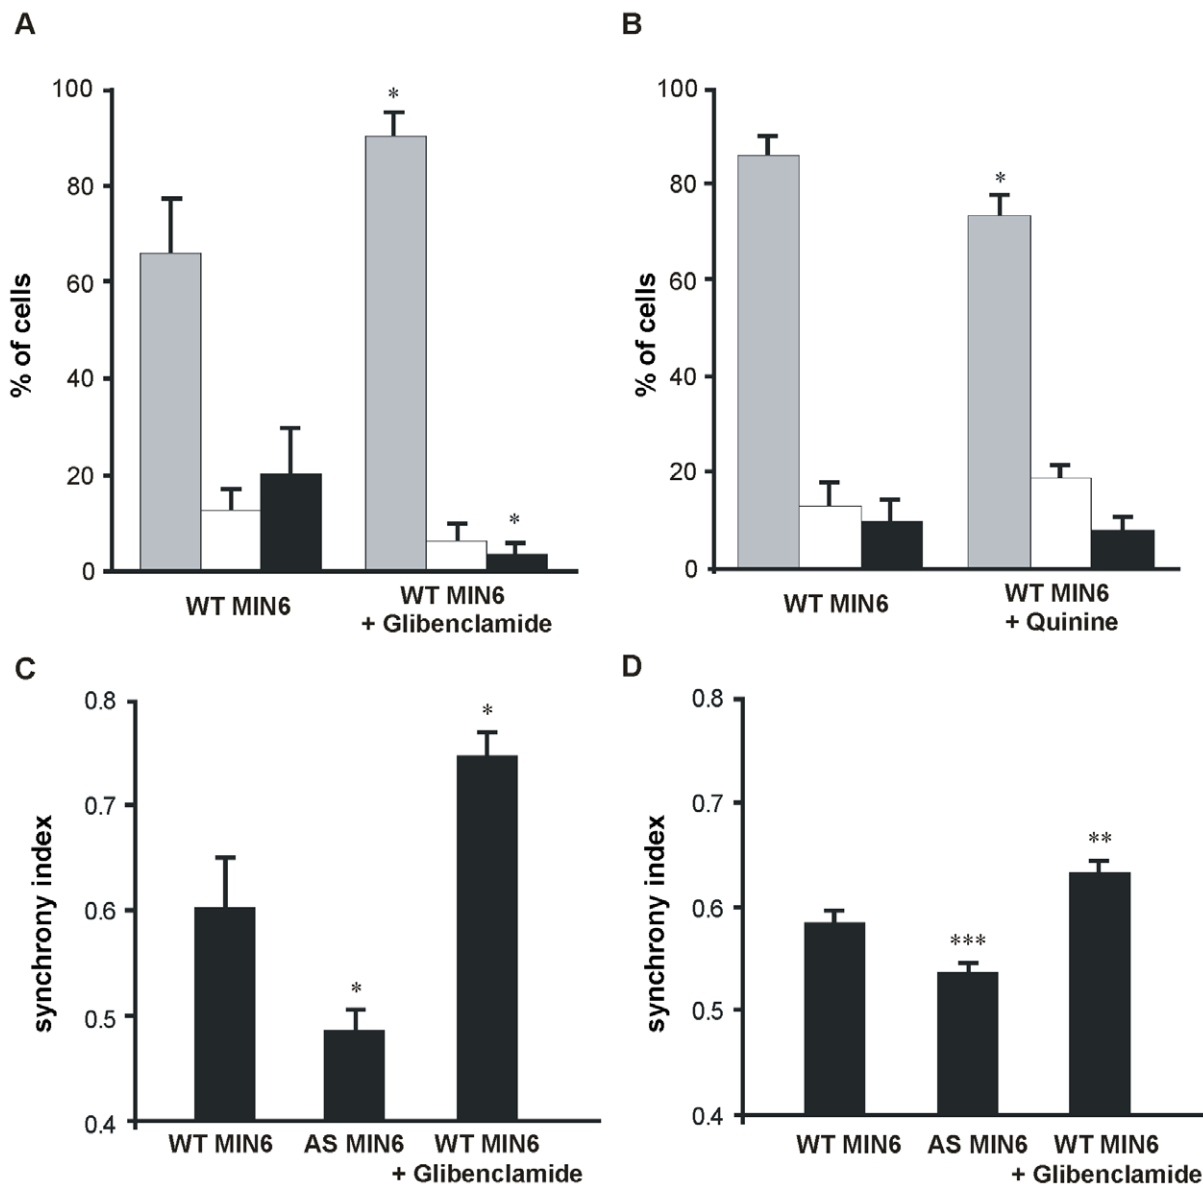 A
100
80
60
40
20
0
% of cells
*
*
WT MIN6
WT MIN6
+ Glibenclamide
B
100
80
60
40
20
0
% of cells
*
WT MIN6
WT MIN6
+ Quinine
C
0.8
0.7
0.6
0.5
0.4
synchrony index
*
*
WT MIN6
AS MIN6
WT MIN6
+ Glibenclamide
D
0.8
0.7
0.6
0.5
0.4
synchrony index
***
**
WT MIN6
AS MIN6
WT MIN6
+ Glibenclamide